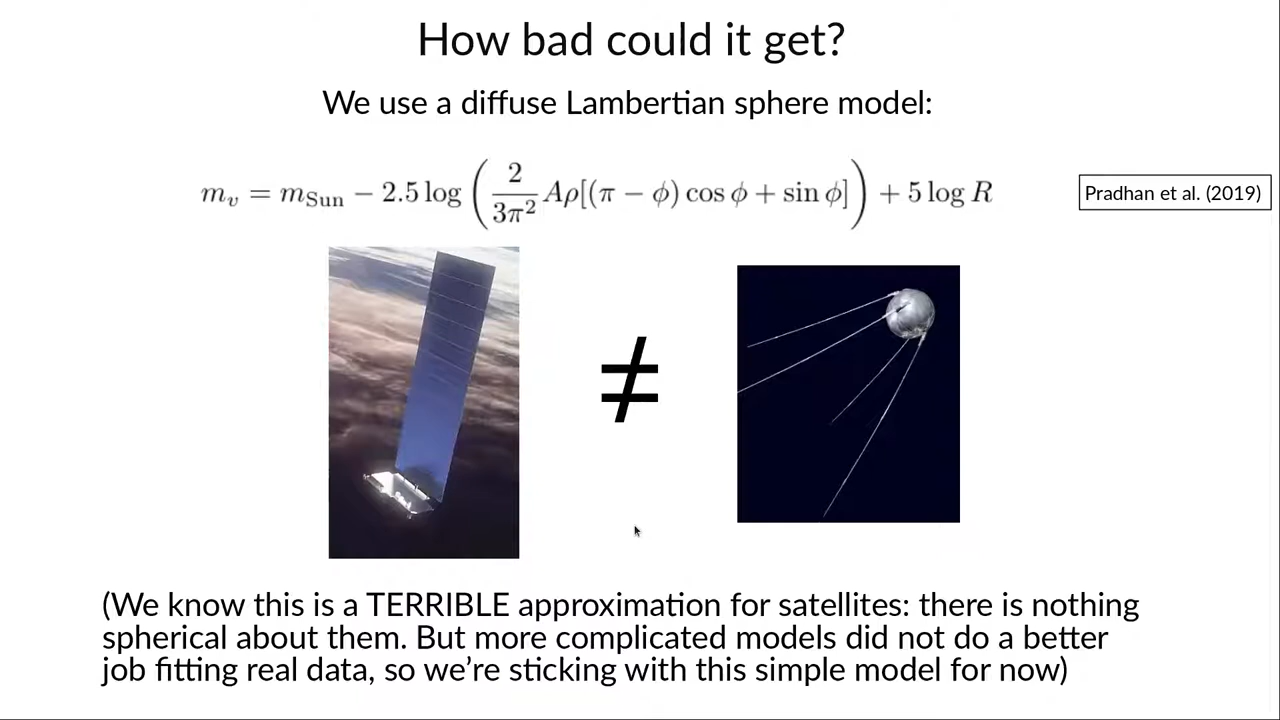 How bad could it get?
We use a diffuse Lambertian sphere model:
m_v = m_Sun − 2.5 log ( 2/3π² Aρ[(π − ϕ) cos ϕ + sin ϕ] ) + 5 log R
Pradhan et al. (2019)
≠
(We know this is a TERRIBLE approximation for satellites: there is nothing
spherical about them. But more complicated models did not do a better
job fitting real data, so we’re sticking with this simple model for now)